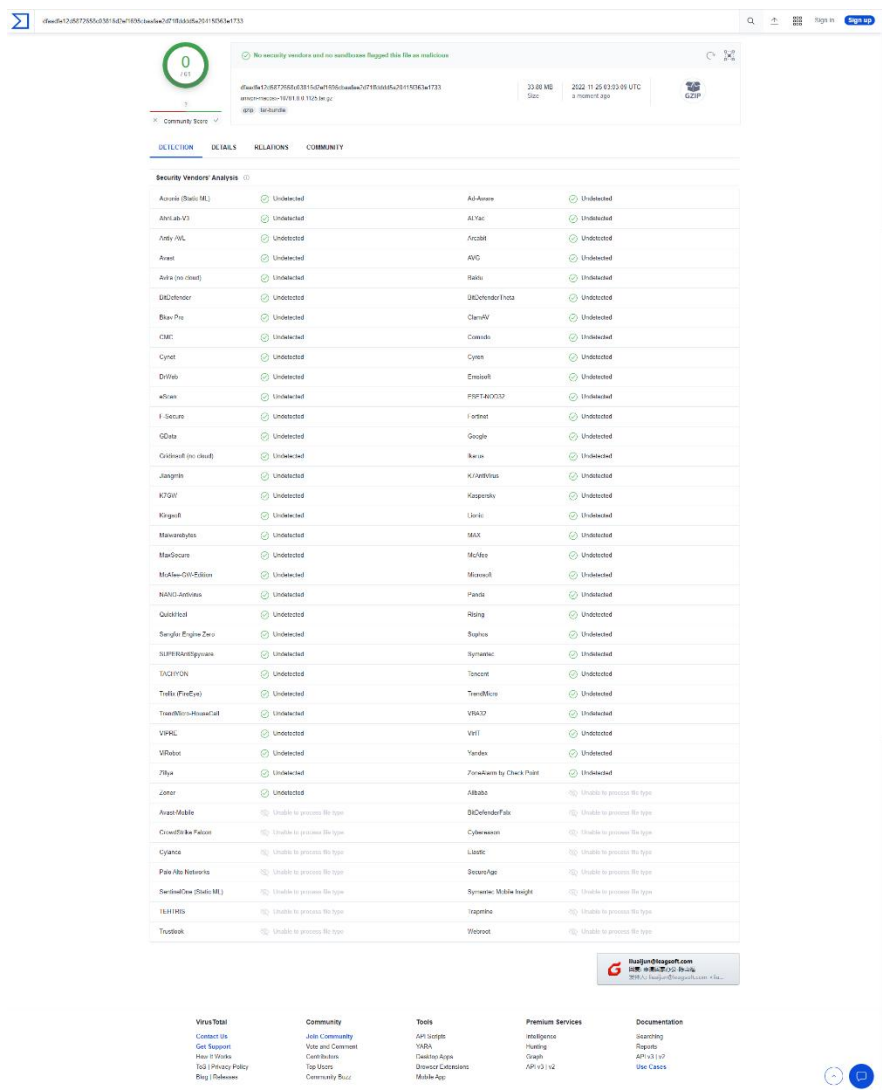 Sign in
Sign up
0
/ 61
No security vendors and no sandboxes flagged this file as malicious
33.80 MB
Size
2022-11-25 03:03:09 UTC
a moment ago
GZIP
gzip
Community Score
DETECTION
DETAILS
RELATIONS
COMMUNITY
Security Vendors' Analysis
Acronis (Static ML) Undetected Ad-Aware Undetected
AhnLab-V3 Undetected ALYac Undetected
Antiy-AVL Undetected Arcabit Undetected
Avast Undetected AVG Undetected
Avira (no cloud) Undetected Baidu Undetected
BitDefender Undetected BitDefenderTheta Undetected
Bkav Pro Undetected ClamAV Undetected
CMC Undetected Comodo Undetected
Cynet Undetected Cyren Undetected
DrWeb Undetected Emsisoft Undetected
eScan Undetected ESET-NOD32 Undetected
F-Secure Undetected Fortinet Undetected
GData Undetected Google Undetected
Gridinsoft (no cloud) Undetected Ikarus Undetected
Jiangmin Undetected K7AntiVirus Undetected
K7GW Undetected Kaspersky Undetected
Kingsoft Undetected Lionic Undetected
Malwarebytes Undetected MAX Undetected
MaxSecure Undetected McAfee Undetected
McAfee-GW-Edition Undetected Microsoft Undetected
NANO-Antivirus Undetected Panda Undetected
QuickHeal Undetected Rising Undetected
Sangfor Engine Zero Undetected Sophos Undetected
SUPERAntiSpyware Undetected Symantec Undetected
TACHYON Undetected Tencent Undetected
Trellix (FireEye) Undetected TrendMicro Undetected
TrendMicro-HouseCall Undetected VBA32 Undetected
VIPRE Undetected VirIT Undetected
ViRobot Undetected Yandex Undetected
Zillya Undetected ZoneAlarm by Check Point Undetected
Zoner Undetected Alibaba Unable to process file type
Avast-Mobile Unable to process file type BitDefenderFalx Unable to process file type
CrowdStrike Falcon Unable to process file type Cybereason Unable to process file type
Cylance Unable to process file type Elastic Unable to process file type
Palo Alto Networks Unable to process file type SecureAge Unable to process file type
SentinelOne (Static ML) Unable to process file type Symantec Mobile Insight Unable to process file type
TEHTRIS Unable to process file type Trapmine Unable to process file type
Trustlook Unable to process file type Webroot Unable to process file type
liuaijun@leagsoft.com
VirusTotal Community Tools Premium Services Documentation
Contact Us Join Community API Scripts Intelligence Searching
Get Support Vote and Comment YARA Hunting Reports
How It Works Contributors Desktop Apps Graph API v3 | v2
ToS | Privacy Policy Top Users Browser Extensions API v3 | v2 Use Cases
Blog | Releases Community Buzz Mobile App